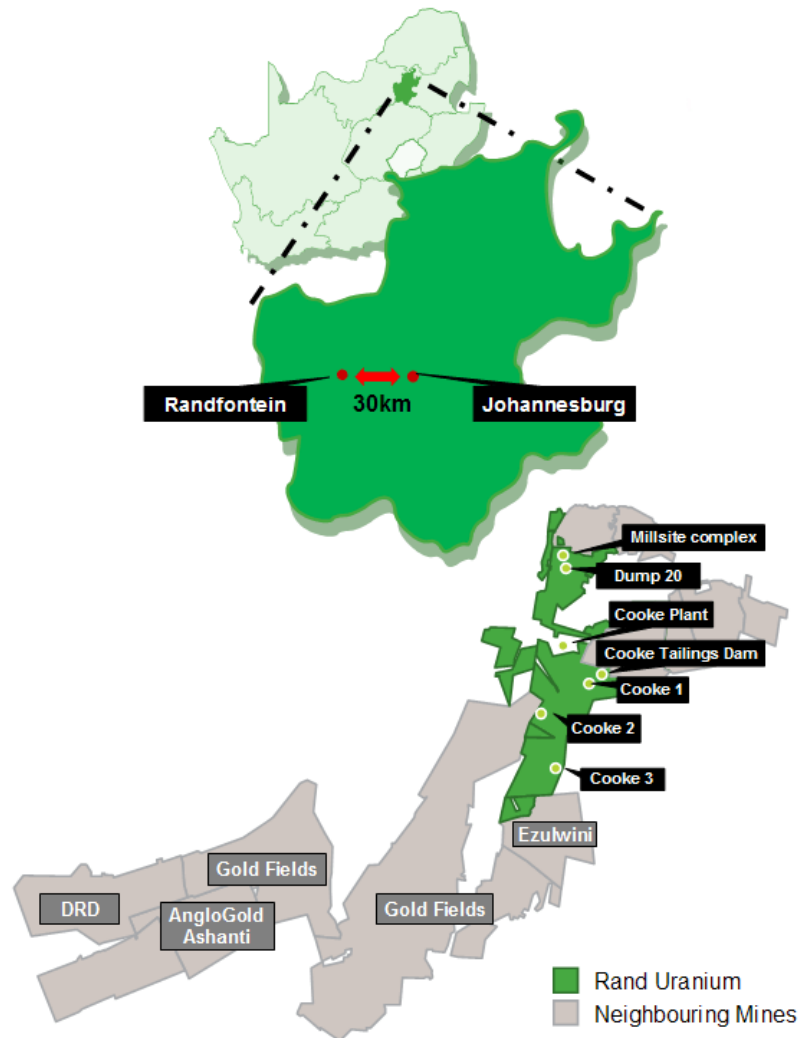 Randfontein
30km
Johannesburg
Millsite complex
Dump 20
Cooke Plant
Cooke Tailings Dam
Cooke 1
Cooke 2
Cooke 3
Ezulwini
Gold Fields
DRD
AngloGold
Ashanti
Gold Fields
Rand Uranium
Neighbouring Mines